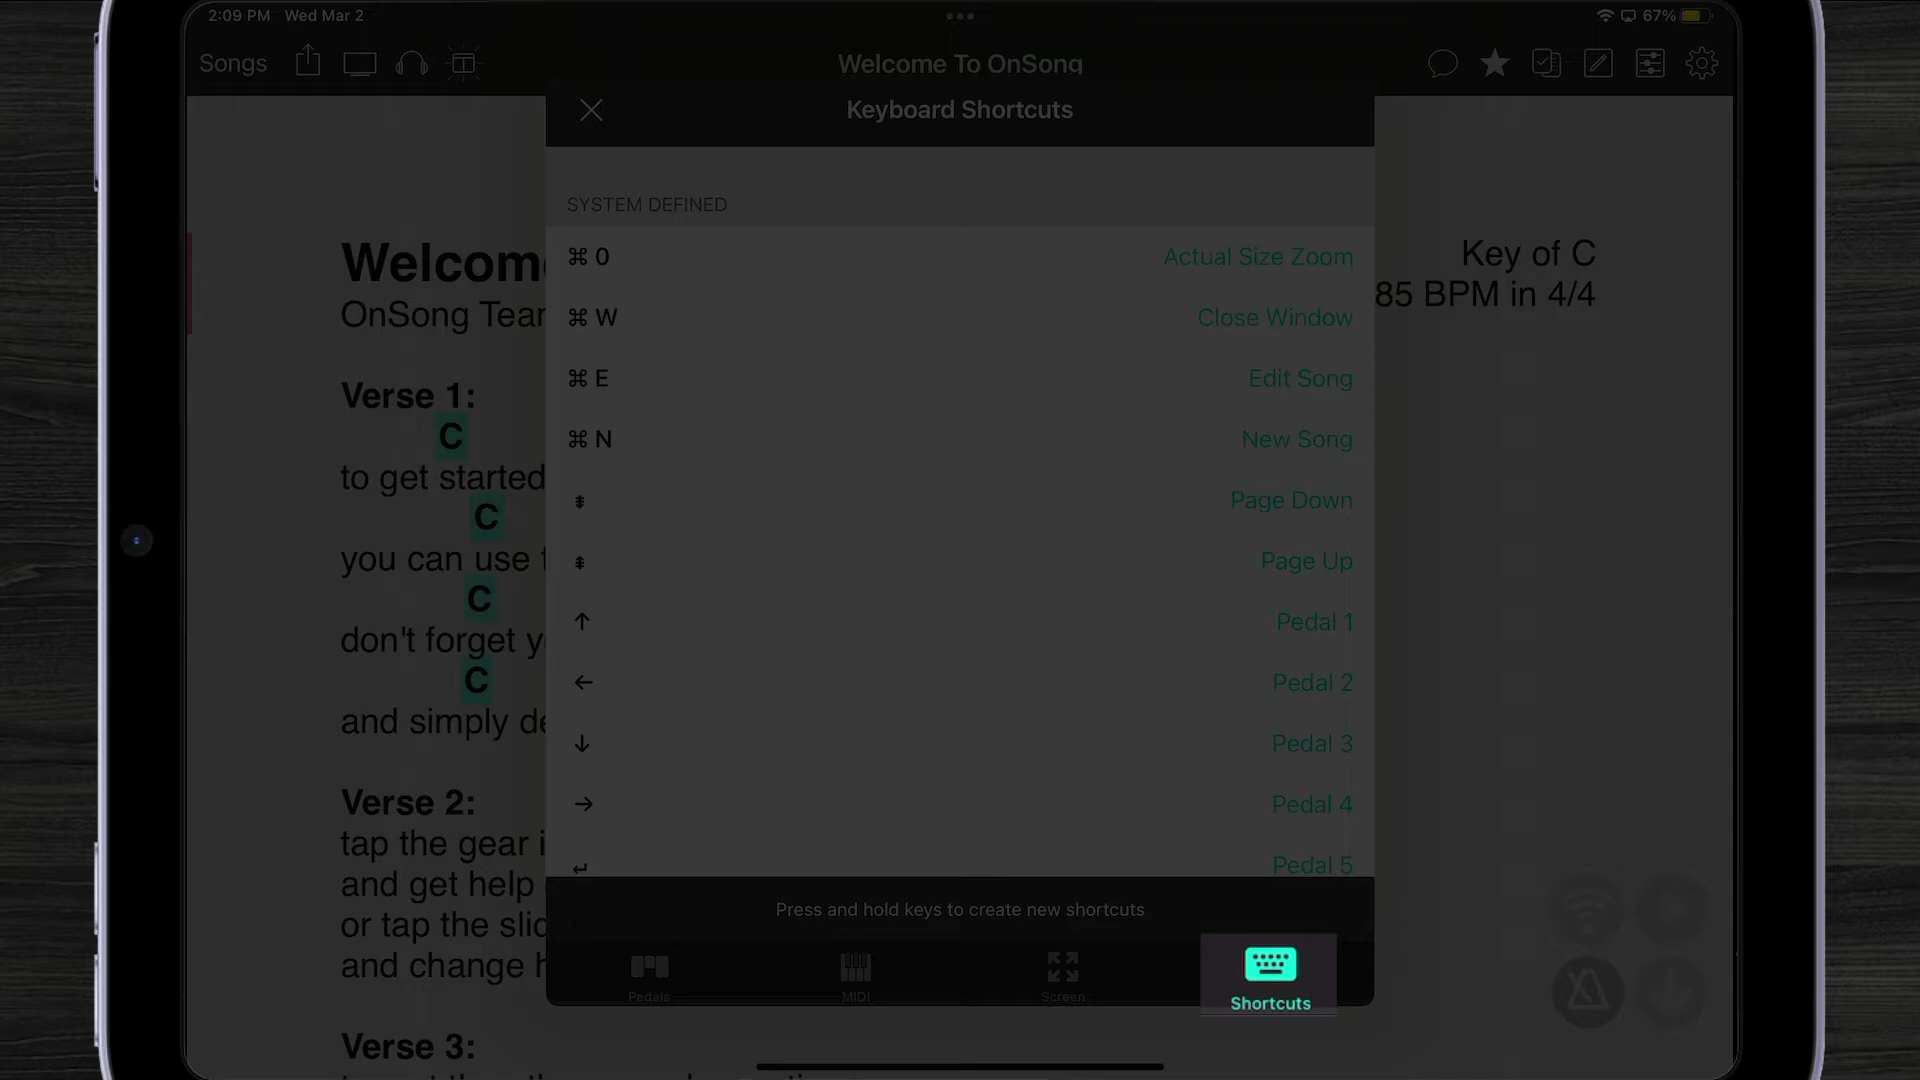 2:09 PM Wed Mar 2
67%
Songs
Welcome To OnSong
Keyboard Shortcuts
SYSTEM DEFINED
⌘ 0 Actual Size Zoom
⌘ W Close Window
⌘ E Edit Song
⌘ N New Song
⇟ Page Down
⇞ Page Up
↑ Pedal 1
← Pedal 2
↓ Pedal 3
→ Pedal 4
↵ Pedal 5
Press and hold keys to create new shortcuts
Pedals
MIDI
Screen
Shortcuts
Key of C
85 BPM in 4/4
OnSong
Verse 1:
C
to get started
C
you can use
C
don't forget
C
and simply
Verse 2:
tap the gear
and get help
or tap the
and change
Verse 3: